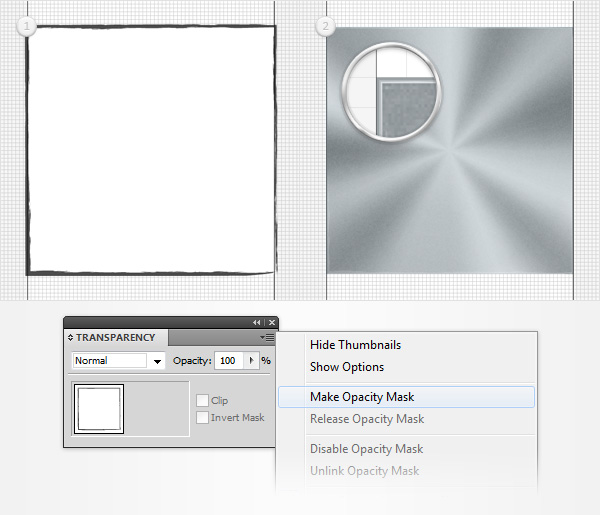 1
2
TRANSPARENCY
Normal
Opacity: 100 %
Clip
Invert Mask
Hide Thumbnails
Show Options
Make Opacity Mask
Release Opacity Mask
Disable Opacity Mask
Unlink Opacity Mask